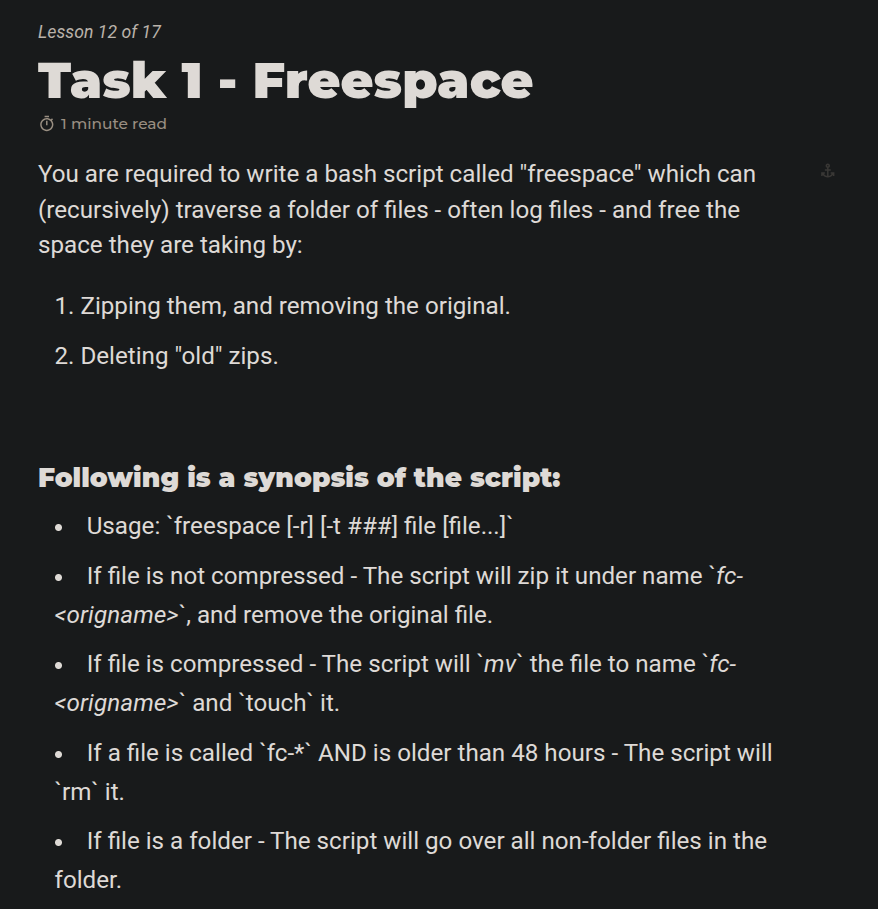 Lesson 12 of 17
Task 1 - Freespace
1 minute read
You are required to write a bash script called "freespace" which can
(recursively) traverse a folder of files - often log files - and free the
space they are taking by:
1. Zipping them, and removing the original.
2. Deleting "old" zips.
Following is a synopsis of the script:
• Usage: `freespace [-r] [-t ###] file [file...]`
• If file is not compressed - The script will zip it under name `fc-
<origname>`, and remove the original file.
• If file is compressed - The script will `mv` the file to name `fc-
<origname>` and `touch` it.
• If a file is called `fc-*` AND is older than 48 hours - The script will
`rm` it.
• If file is a folder - The script will go over all non-folder files in the
folder.